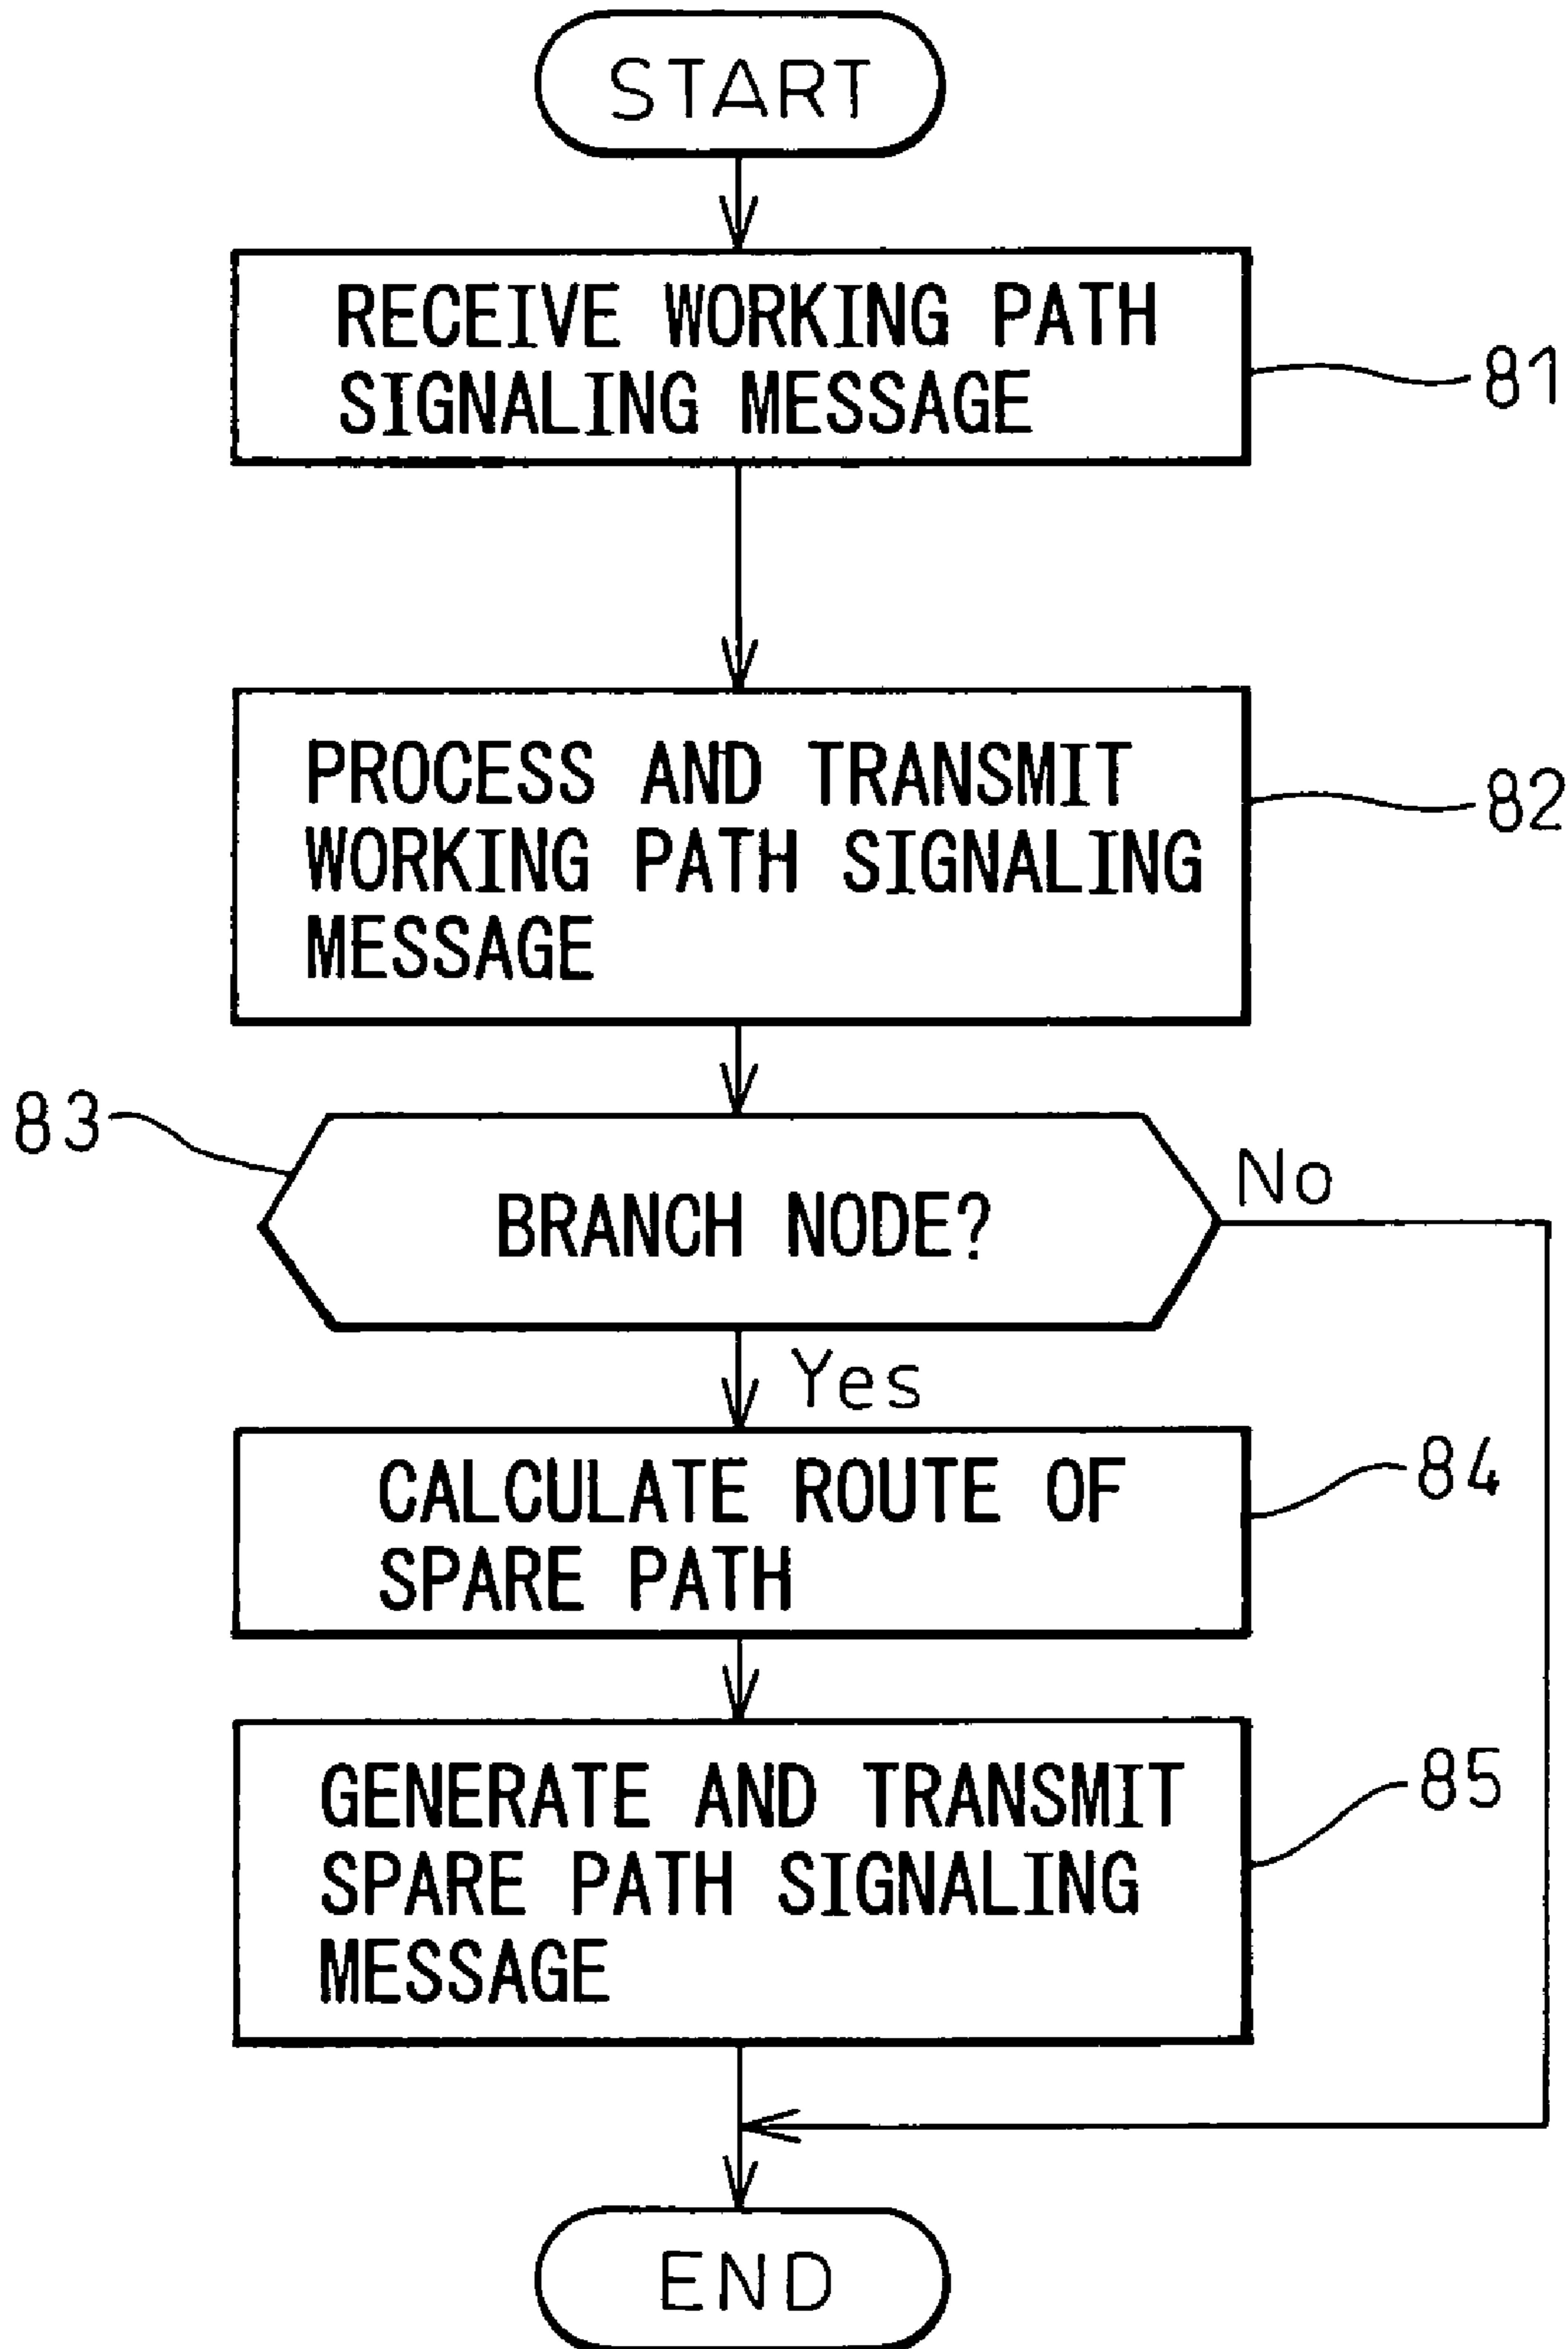 START
RECEIVE WORKING PATH
SIGNALING MESSAGE
81
PROCESS AND TRANSMIT
WORKING PATH SIGNALING
MESSAGE
82
83
BRANCH NODE?
No
Yes
CALCULATE ROUTE OF
SPARE PATH
84
GENERATE AND TRANSMIT
SPARE PATH SIGNALING
MESSAGE
85
END